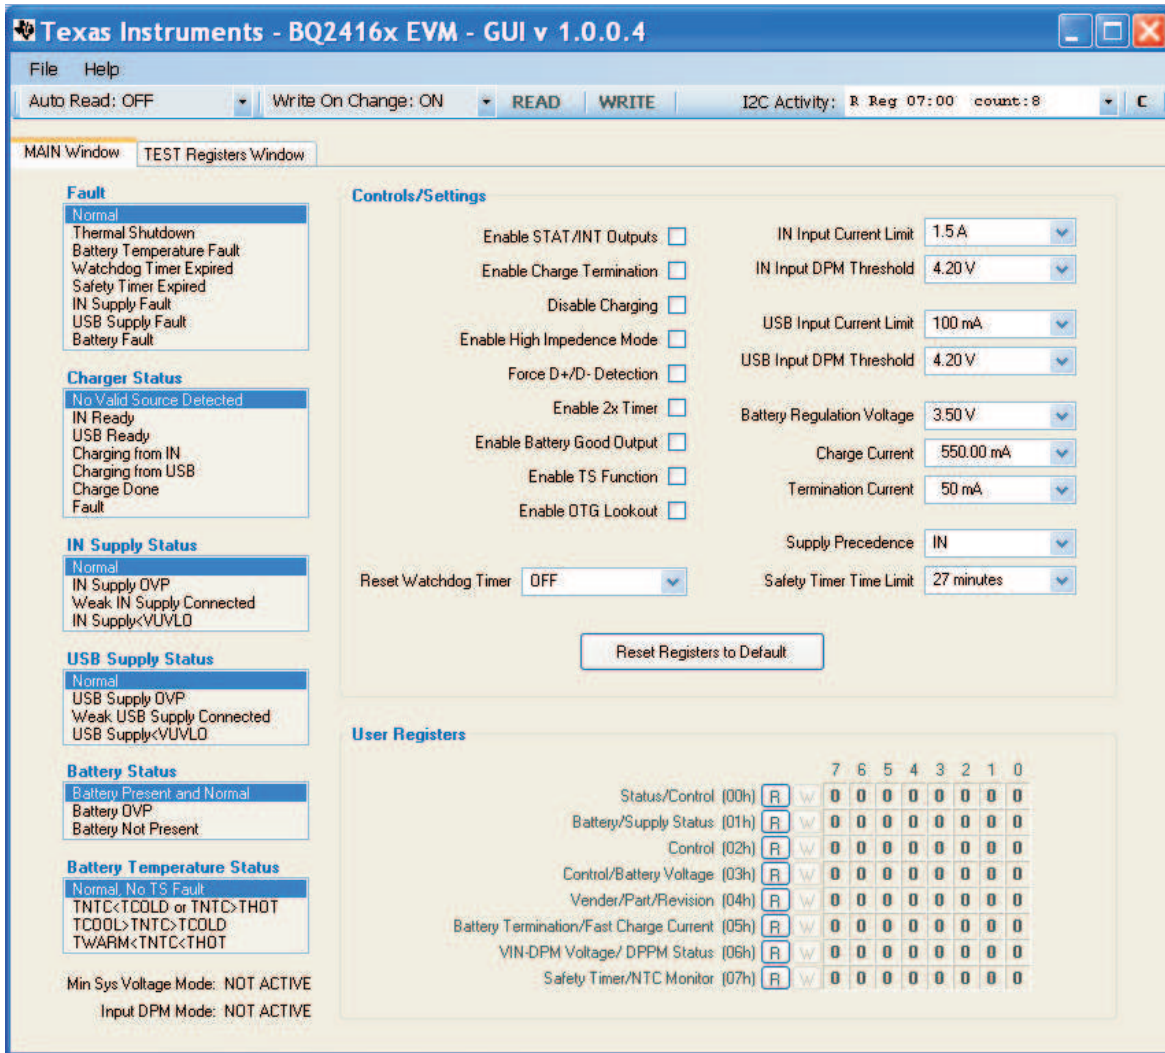 Texas Instruments - BQ2416x EVM - GUI v 1.0.0.4
File Help
Auto Read: OFF Write On Change: ON READ WRITE I2C Activity: R Reg 07:00 count:8 C
MAIN Window TEST Registers Window
Fault
Normal
Thermal Shutdown
Battery Temperature Fault
Watchdog Timer Expired
Safety Timer Expired
IN Supply Fault
USB Supply Fault
Battery Fault
Charger Status
No Valid Source Detected
IN Ready
USB Ready
Charging from IN
Charging from USB
Charge Done
Fault
IN Supply Status
Normal
IN Supply OVP
Weak IN Supply Connected
IN Supply<VUVLO
USB Supply Status
Normal
USB Supply OVP
Weak USB Supply Connected
USB Supply<VUVLO
Battery Status
Battery Present and Normal
Battery OVP
Battery Not Present
Battery Temperature Status
Normal, No TS Fault
TNTC<TCOLD or TNTC>THOT
TCOOL>TNTC>TCOLD
TWARM<TNTC<THOT
Min Sys Voltage Mode: NOT ACTIVE
Input DPM Mode: NOT ACTIVE
Controls/Settings
Enable STAT/INT Outputs
Enable Charge Termination
Disable Charging
Enable High Impedence Mode
Force D+/D- Detection
Enable 2x Timer
Enable Battery Good Output
Enable TS Function
Enable OTG Lookout
Reset Watchdog Timer OFF
IN Input Current Limit 1.5 A
IN Input DPM Threshold 4.20 V
USB Input Current Limit 100 mA
USB Input DPM Threshold 4.20 V
Battery Regulation Voltage 3.50 V
Charge Current 550.00 mA
Termination Current 50 mA
Supply Precedence IN
Safety Timer Time Limit 27 minutes
Reset Registers to Default
User Registers
7 6 5 4 3 2 1 0
Status/Control (00h) R W 0 0 0 0 0 0 0 0
Battery/Supply Status (01h) R W 0 0 0 0 0 0 0 0
Control (02h) R W 0 0 0 0 0 0 0 0
Control/Battery Voltage (03h) R W 0 0 0 0 0 0 0 0
Vender/Part/Revision (04h) R W 0 0 0 0 0 0 0 0
Battery Termination/Fast Charge Current (05h) R W 0 0 0 0 0 0 0 0
VIN-DPM Voltage/ DPPM Status (06h) R W 0 0 0 0 0 0 0 0
Safety Timer/NTC Monitor (07h) R W 0 0 0 0 0 0 0 0